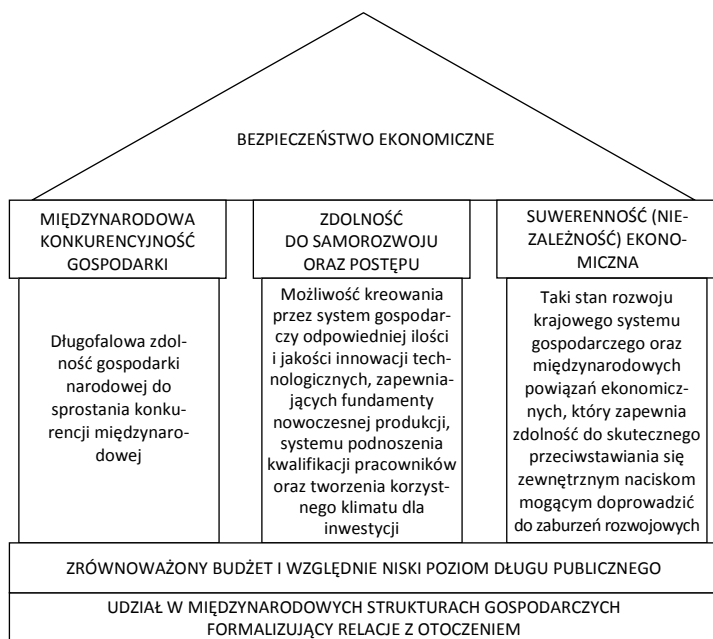 BEZPIECZEŃSTWO EKONOMICZNE
MIĘDZYNARODOWA
KONKURENCYJNOŚĆ
GOSPODARKI
Długofalowa zdol-
ność gospodarki
narodowej do
sprostania konku-
rencji międzynaro-
dowej
ZDOLNOŚĆ
DO SAMOROZWOJU
ORAZ POSTĘPU
Możliwość kreowania
przez system gospodar-
czy odpowiedniej ilości
i jakości innowacji tech-
nologicznych, zapewnia-
jących fundamenty
nowoczesnej produkcji,
systemu podnoszenia
kwalifikacji pracowników
oraz tworzenia korzyst-
nego klimatu dla
inwestycji
SUWERENNOŚĆ (NIE-
ZALEŻNOŚĆ) EKONO-
MICZNA
Taki stan rozwoju
krajowego systemu
gospodarczego oraz
międzynarodowych
powiązań ekonomicz-
nych, który zapewnia
zdolność do skutecznego
przeciwstawiania się
zewnętrznym naciskom
mogącym doprowadzić
do zaburzeń rozwojowych
ZRÓWNOWAŻONY BUDŻET I WZGLĘDNIE NISKI POZIOM DŁUGU PUBLICZNEGO
UDZIAŁ W MIĘDZYNARODOWYCH STRUKTURACH GOSPODARCZYCH
FORMALIZUJĄCY RELACJE Z OTOCZENIEM